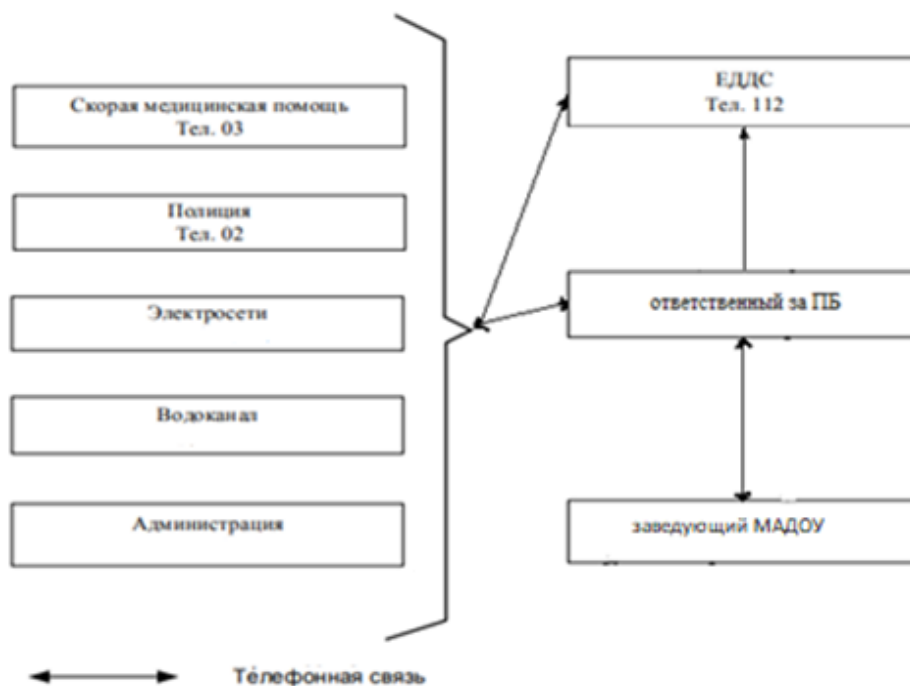 Скорая медицинская помощь
Тел. 03
Полиция
Тел. 02
Электросети
Водоканал
Администрация
ЕДДС
Тел. 112
ответственный за ПБ
заведующий МАДОУ
Телефонная связь